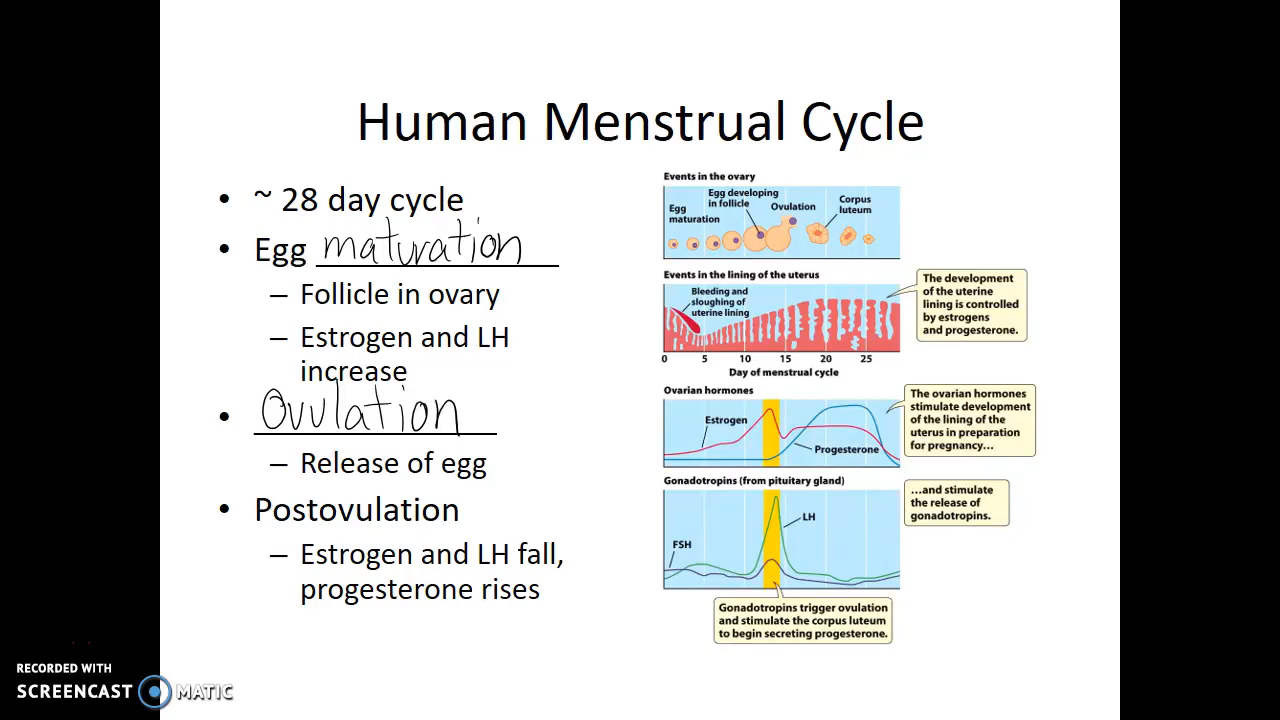 Human Menstrual Cycle
• ~ 28 day cycle
• Egg maturation
– Follicle in ovary
– Estrogen and LH
increase
• Ovulation
– Release of egg
• Postovulation
– Estrogen and LH fall,
progesterone rises
Events in the ovary
Egg
maturation
Egg developing
in follicle
Ovulation
Corpus
luteum
Events in the lining of the uterus
Bleeding and
sloughing of
uterine lining
0 5 10 15 20 25
Day of menstrual cycle
The development
of the uterine
lining is controlled
by estrogens
and progesterone.
Ovarian hormones
Estrogen
Progesterone
The ovarian hormones
stimulate development
of the lining of the
uterus in preparation
for pregnancy...
Gonadotropins (from pituitary gland)
FSH
LH
...and stimulate
the release of
gonadotropins.
Gonadotropins trigger ovulation
and stimulate the corpus luteum
to begin secreting progesterone.
RECORDED WITH
SCREENCAST MATIC